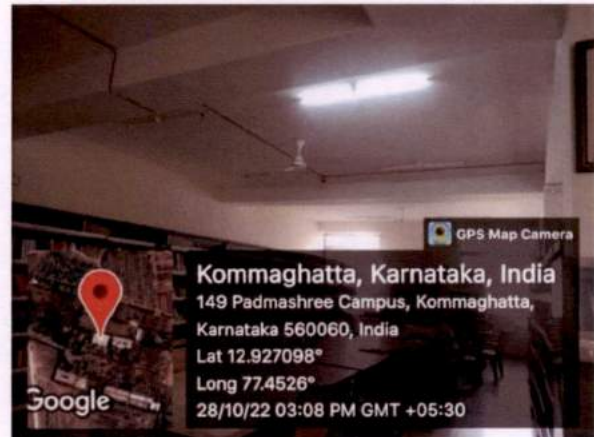 GPS Map Camera
Kommaghatta, Karnataka, India
149 Padmashree Campus, Kommaghatta,
Karnataka 560060, India
Lat 12.927098°
Long 77.4526°
28/10/22 03:08 PM GMT +05:30
Google